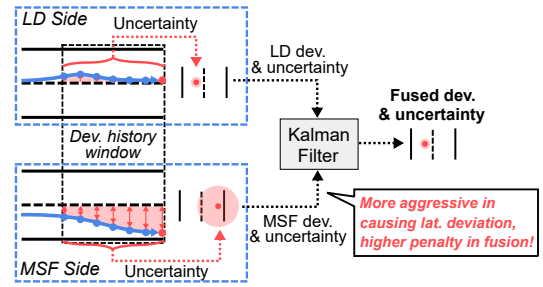 LD Side
Uncertainty
LD dev.
& uncertainty
Fused dev.
& uncertainty
Kalman
Filter
Dev. history
window
MSF dev.
& uncertainty
More aggressive in
causing lat. deviation,
higher penalty in fusion!
MSF Side
Uncertainty